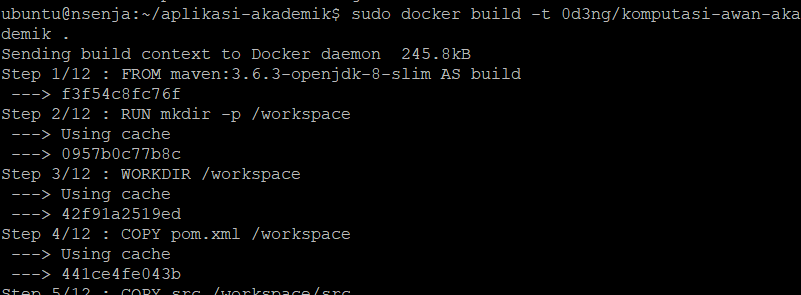 ubuntu@nsenja:~/aplikasi-akademik$ sudo docker build -t 0d3ng/komputasi-awan-aka
demik .
Sending build context to Docker daemon  245.8kB
Step 1/12 : FROM maven:3.6.3-openjdk-8-slim AS build
 ---> f3f54c8fc76f
Step 2/12 : RUN mkdir -p /workspace
 ---> Using cache
 ---> 0957b0c77b8c
Step 3/12 : WORKDIR /workspace
 ---> Using cache
 ---> 42f91a2519ed
Step 4/12 : COPY pom.xml /workspace
 ---> Using cache
 ---> 441ce4fe043b
Step 5/12 : COPY src /workspace/src